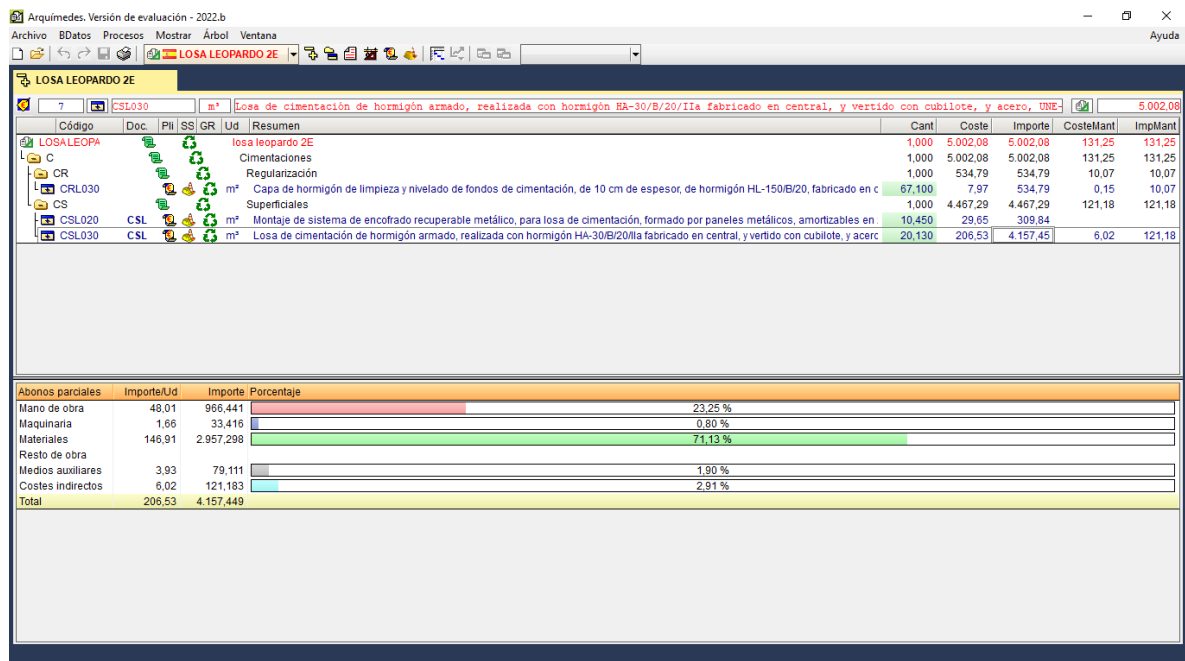 Arquímedes. Versión de evaluación - 2022.b
Archivo BDatos Procesos Mostrar Árbol Ventana Ayuda
LOSA LEOPARDO 2E
LOSA LEOPARDO 2E
7 CSL030 m³ Losa de cimentación de hormigón armado, realizada con hormigón HA-30/B/20/IIa fabricado en central, y vertido con cubilote, y acero, UNE- 5.002,08
Código Doc. Pli SS GR Ud Resumen Cant Coste Importe CosteMant ImpMant
LOSALEOPA losa leopardo 2E 1,000 5.002,08 5.002,08 131,25 131,25
C Cimentaciones 1,000 5.002,08 5.002,08 131,25 131,25
CR Regularización 1,000 534,79 534,79 10,07 10,07
CRL030 m² Capa de hormigón de limpieza y nivelado de fondos de cimentación, de 10 cm de espesor, de hormigón HL-150/B/20, fabricado en c 67,100 7,97 534,79 0,15 10,07
CS Superficiales 1,000 4.467,29 4.467,29 121,18 121,18
CSL020 CSL m² Montaje de sistema de encofrado recuperable metálico, para losa de cimentación, formado por paneles metálicos, amortizables en 10,450 29,65 309,84
CSL030 CSL m³ Losa de cimentación de hormigón armado, realizada con hormigón HA-30/B/20/IIa fabricado en central, y vertido con cubilote, y acero 20,130 206,53 4.157,45 6,02 121,18
Abonos parciales Importe/Ud Importe Porcentaje
Mano de obra 48,01 966,441 23,25 %
Maquinaria 1,66 33,416 0,80 %
Materiales 146,91 2.957,298 71,13 %
Resto de obra
Medios auxiliares 3,93 79,111 1,90 %
Costes indirectos 6,02 121,183 2,91 %
Total 206,53 4.157,449